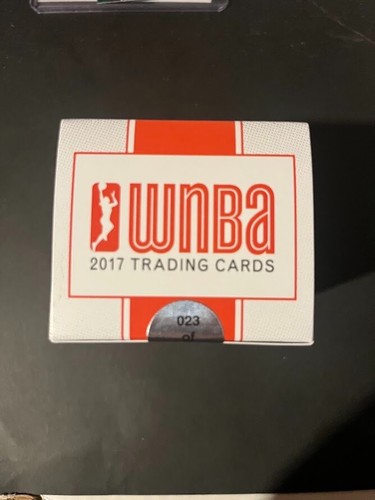 WNBA
2017 TRADING CARDS
023
of